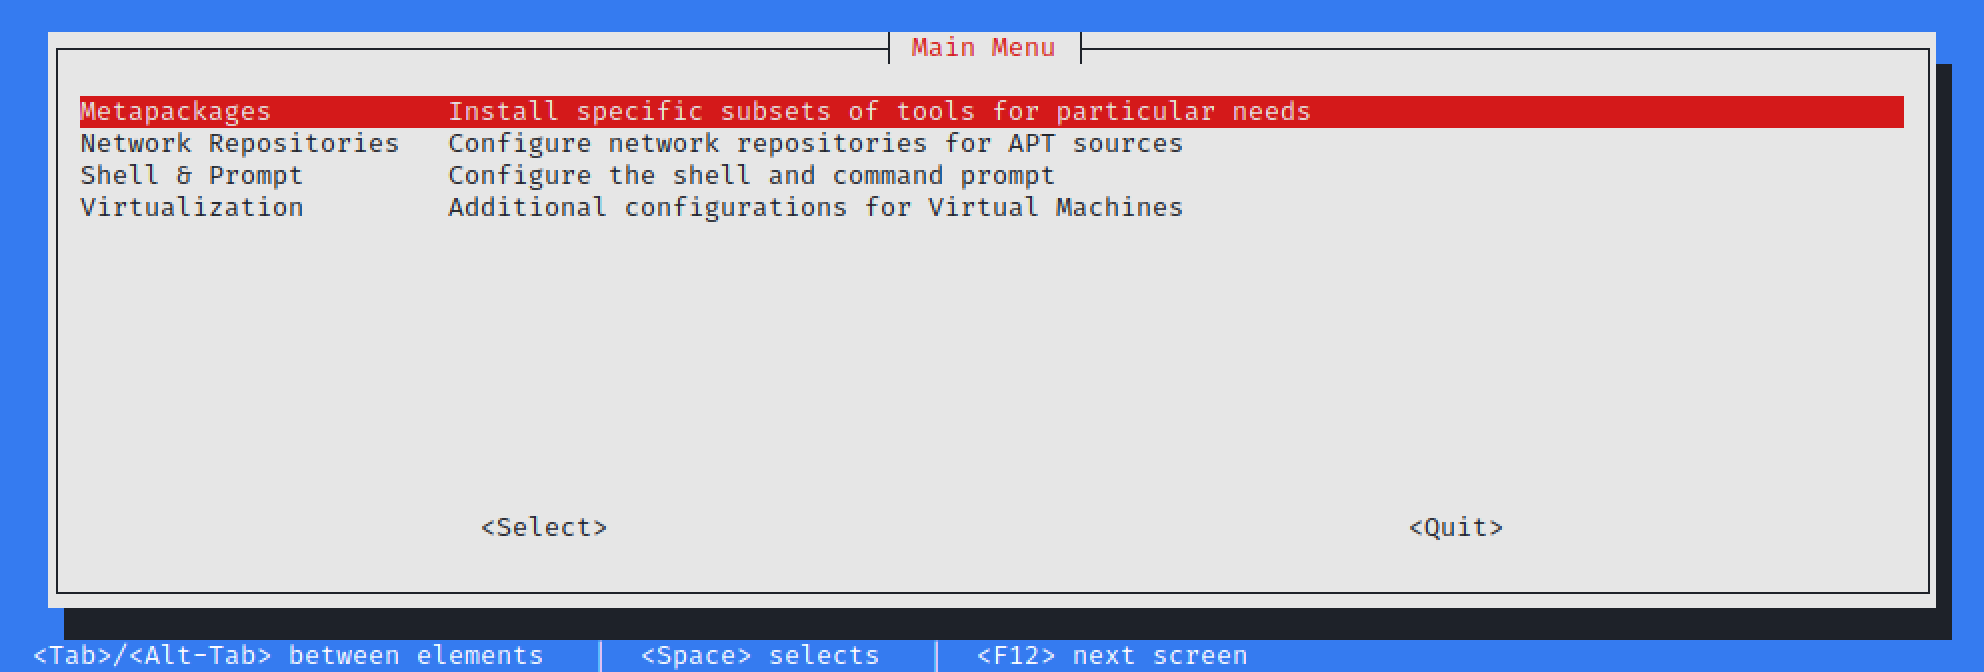 Main Menu
Metapackages Install specific subsets of tools for particular needs
Network Repositories Configure network repositories for APT sources
Shell & Prompt Configure the shell and command prompt
Virtualization Additional configurations for Virtual Machines
<Select> <Quit>
<Tab>/<Alt-Tab> between elements | <Space> selects | <F12> next screen